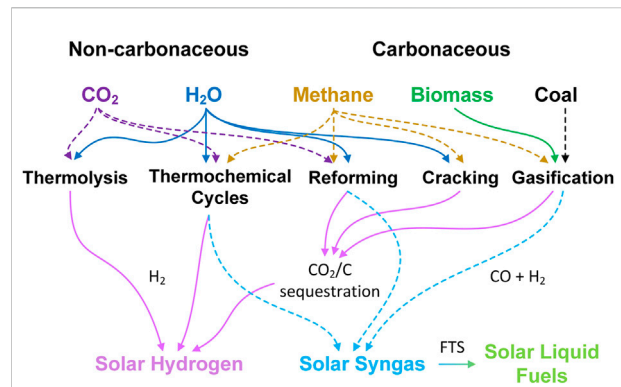 Non-carbonaceous Carbonaceous
CO₂ H₂O Methane Biomass Coal
Thermolysis Thermochemical Cycles Reforming Cracking Gasification
H₂ CO₂/C sequestration CO + H₂
Solar Hydrogen Solar Syngas FTS Solar Liquid Fuels